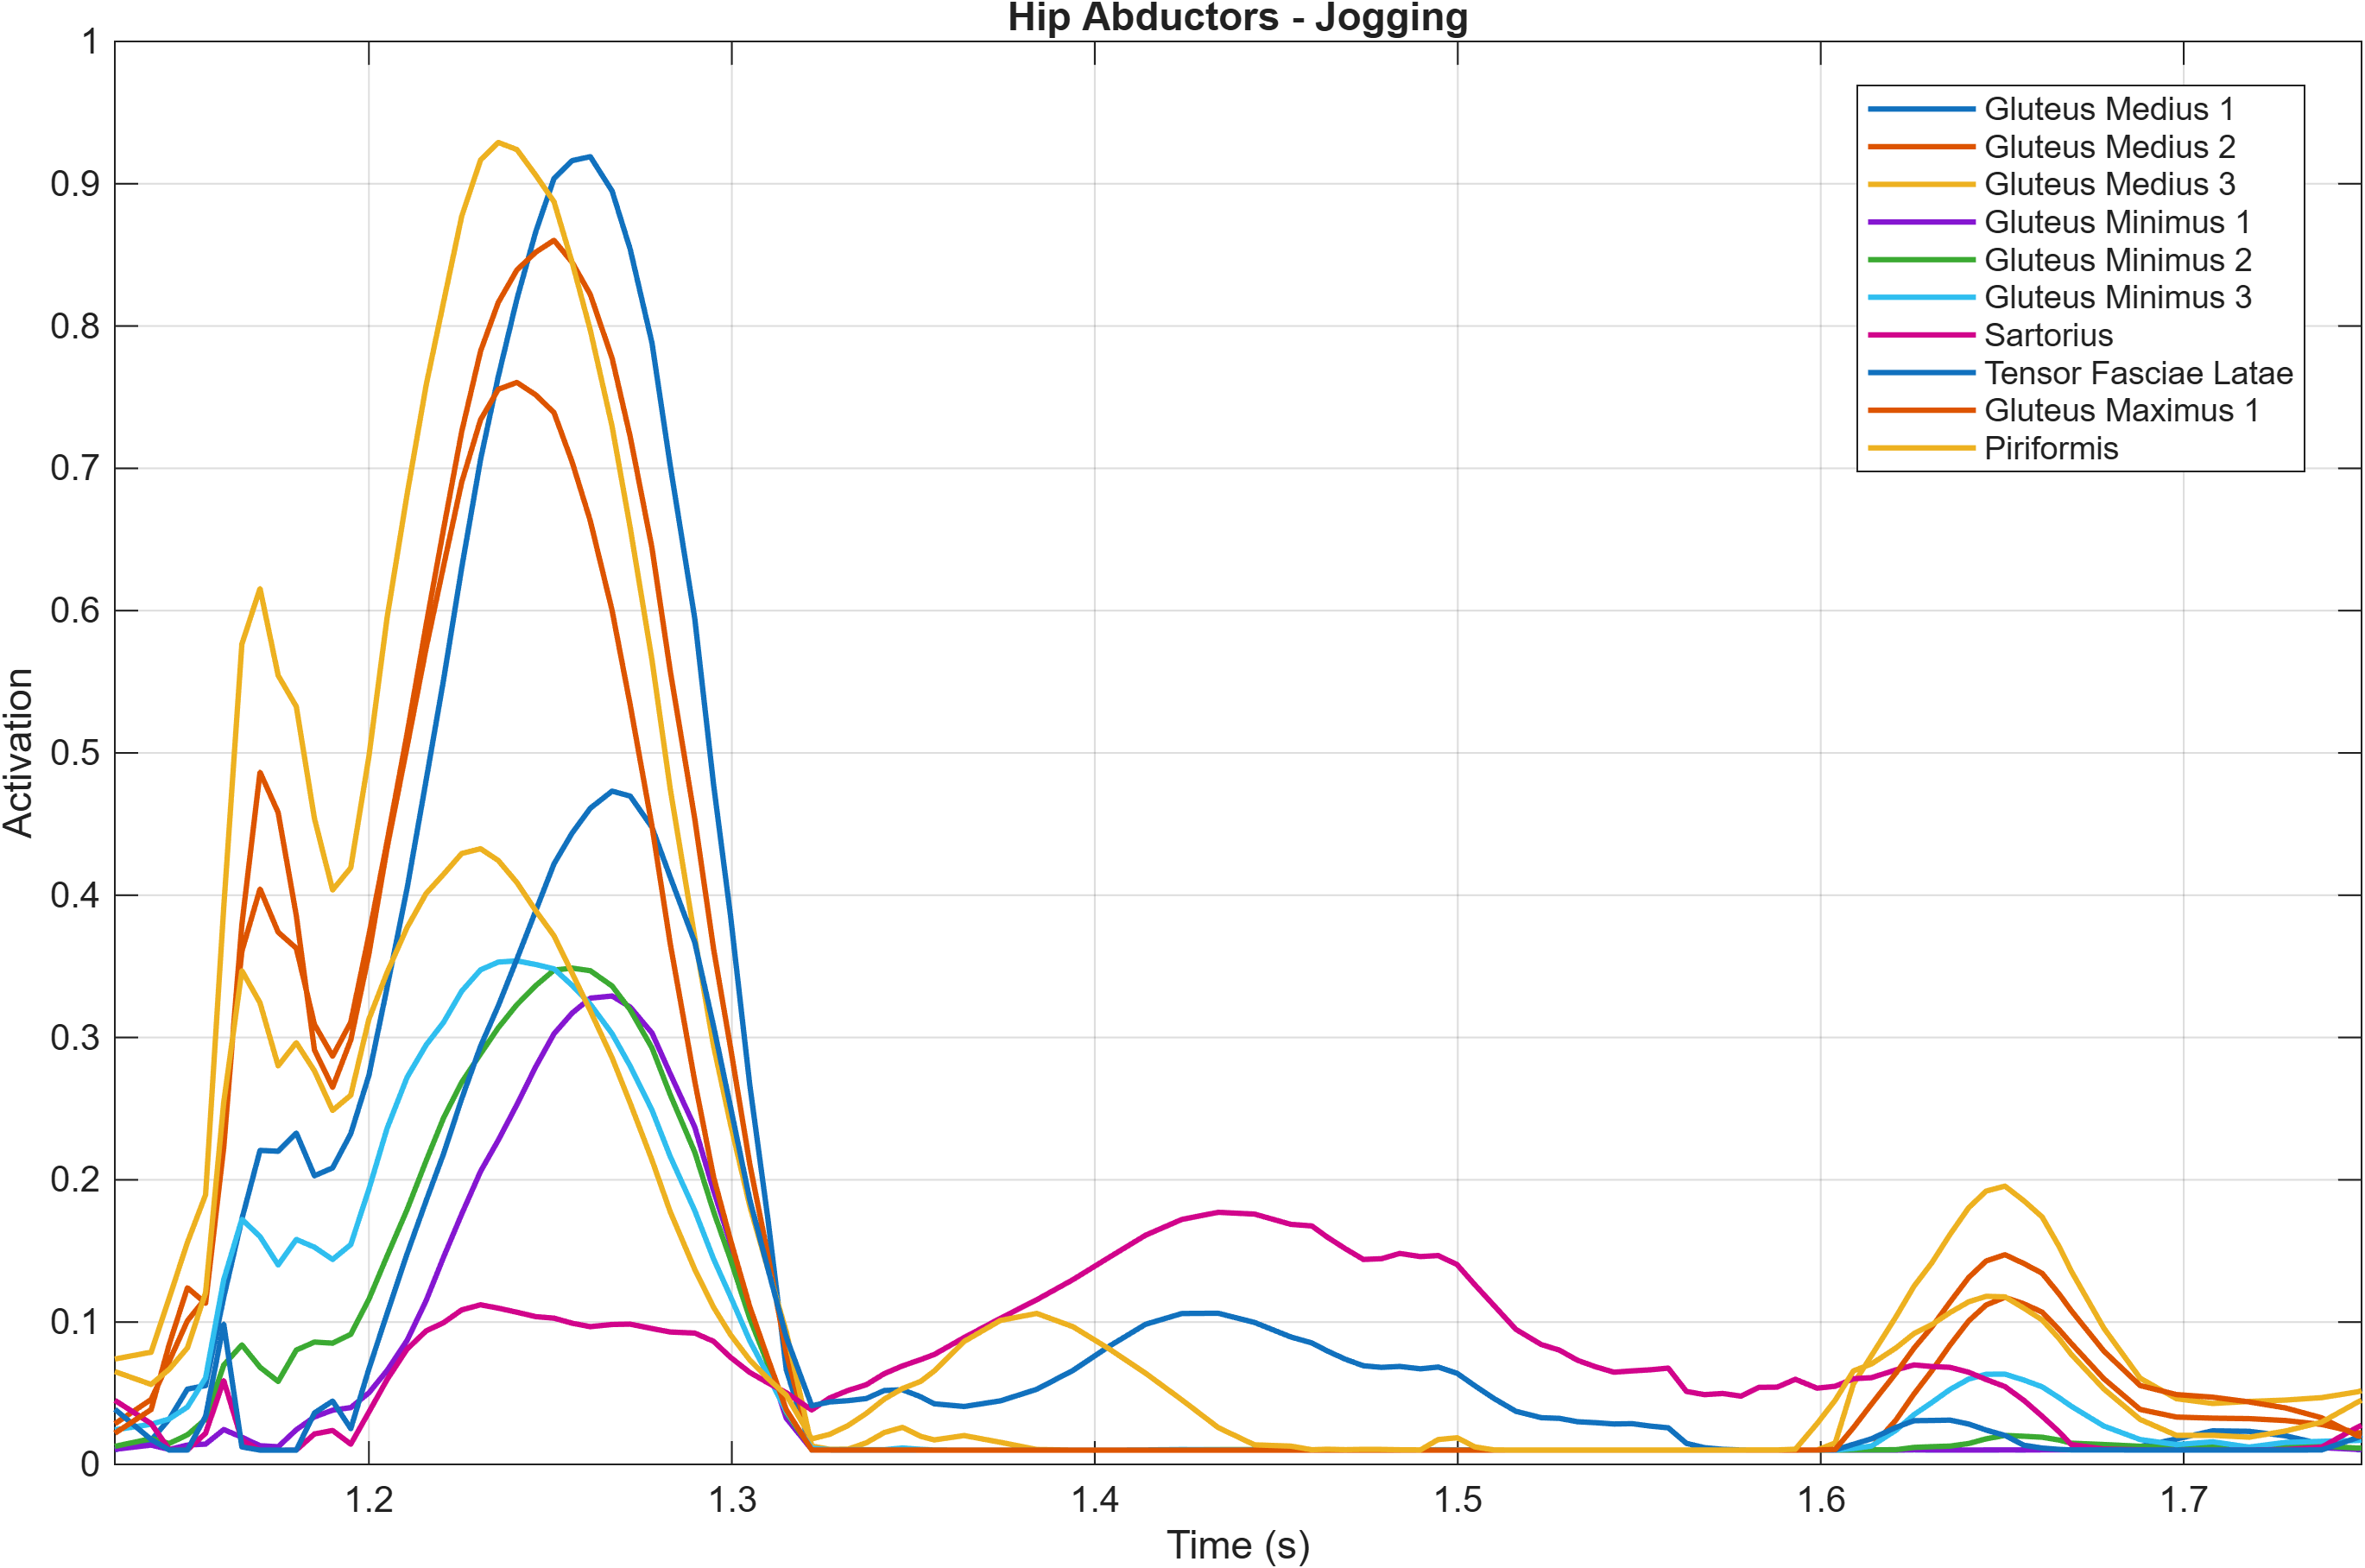 Hip Abductors - Jogging
1
0.9
0.8
0.7
0.6
0.5
0.4
0.3
0.2
0.1
0
Activation
Gluteus Medius 1
Gluteus Medius 2
Gluteus Medius 3
Gluteus Minimus 1
Gluteus Minimus 2
Gluteus Minimus 3
Sartorius
Tensor Fasciae Latae
Gluteus Maximus 1
Piriformis
1.2 1.3 1.4 1.5 1.6 1.7
Time (s)